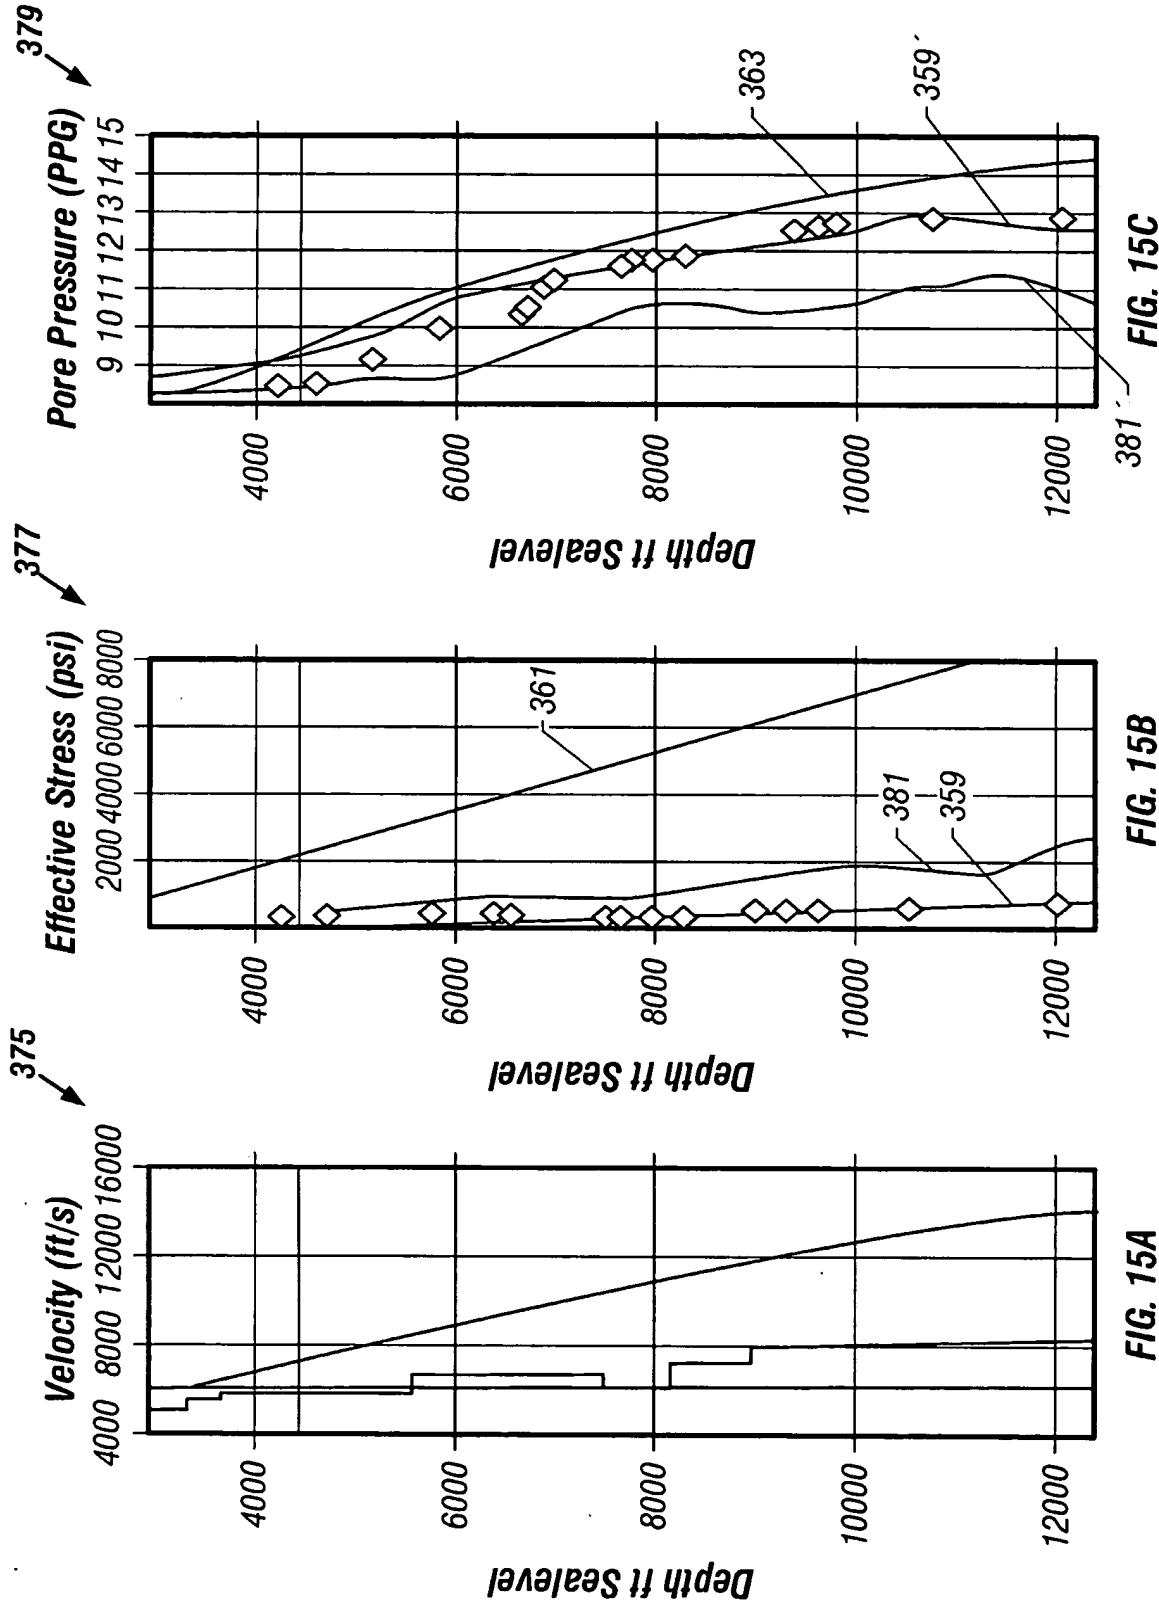 375
Velocity (ft/s)
4000 8000 12000 16000
Depth ft Sealevel
4000
6000
8000
10000
12000
FIG. 15A
377
Effective Stress (psi)
2000 4000 6000 8000
Depth ft Sealevel
4000
6000
8000
10000
12000
361
381
359
FIG. 15B
379
Pore Pressure (PPG)
9 10 11 12 13 14 15
Depth ft Sealevel
4000
6000
8000
10000
12000
363
359'
381'
FIG. 15C